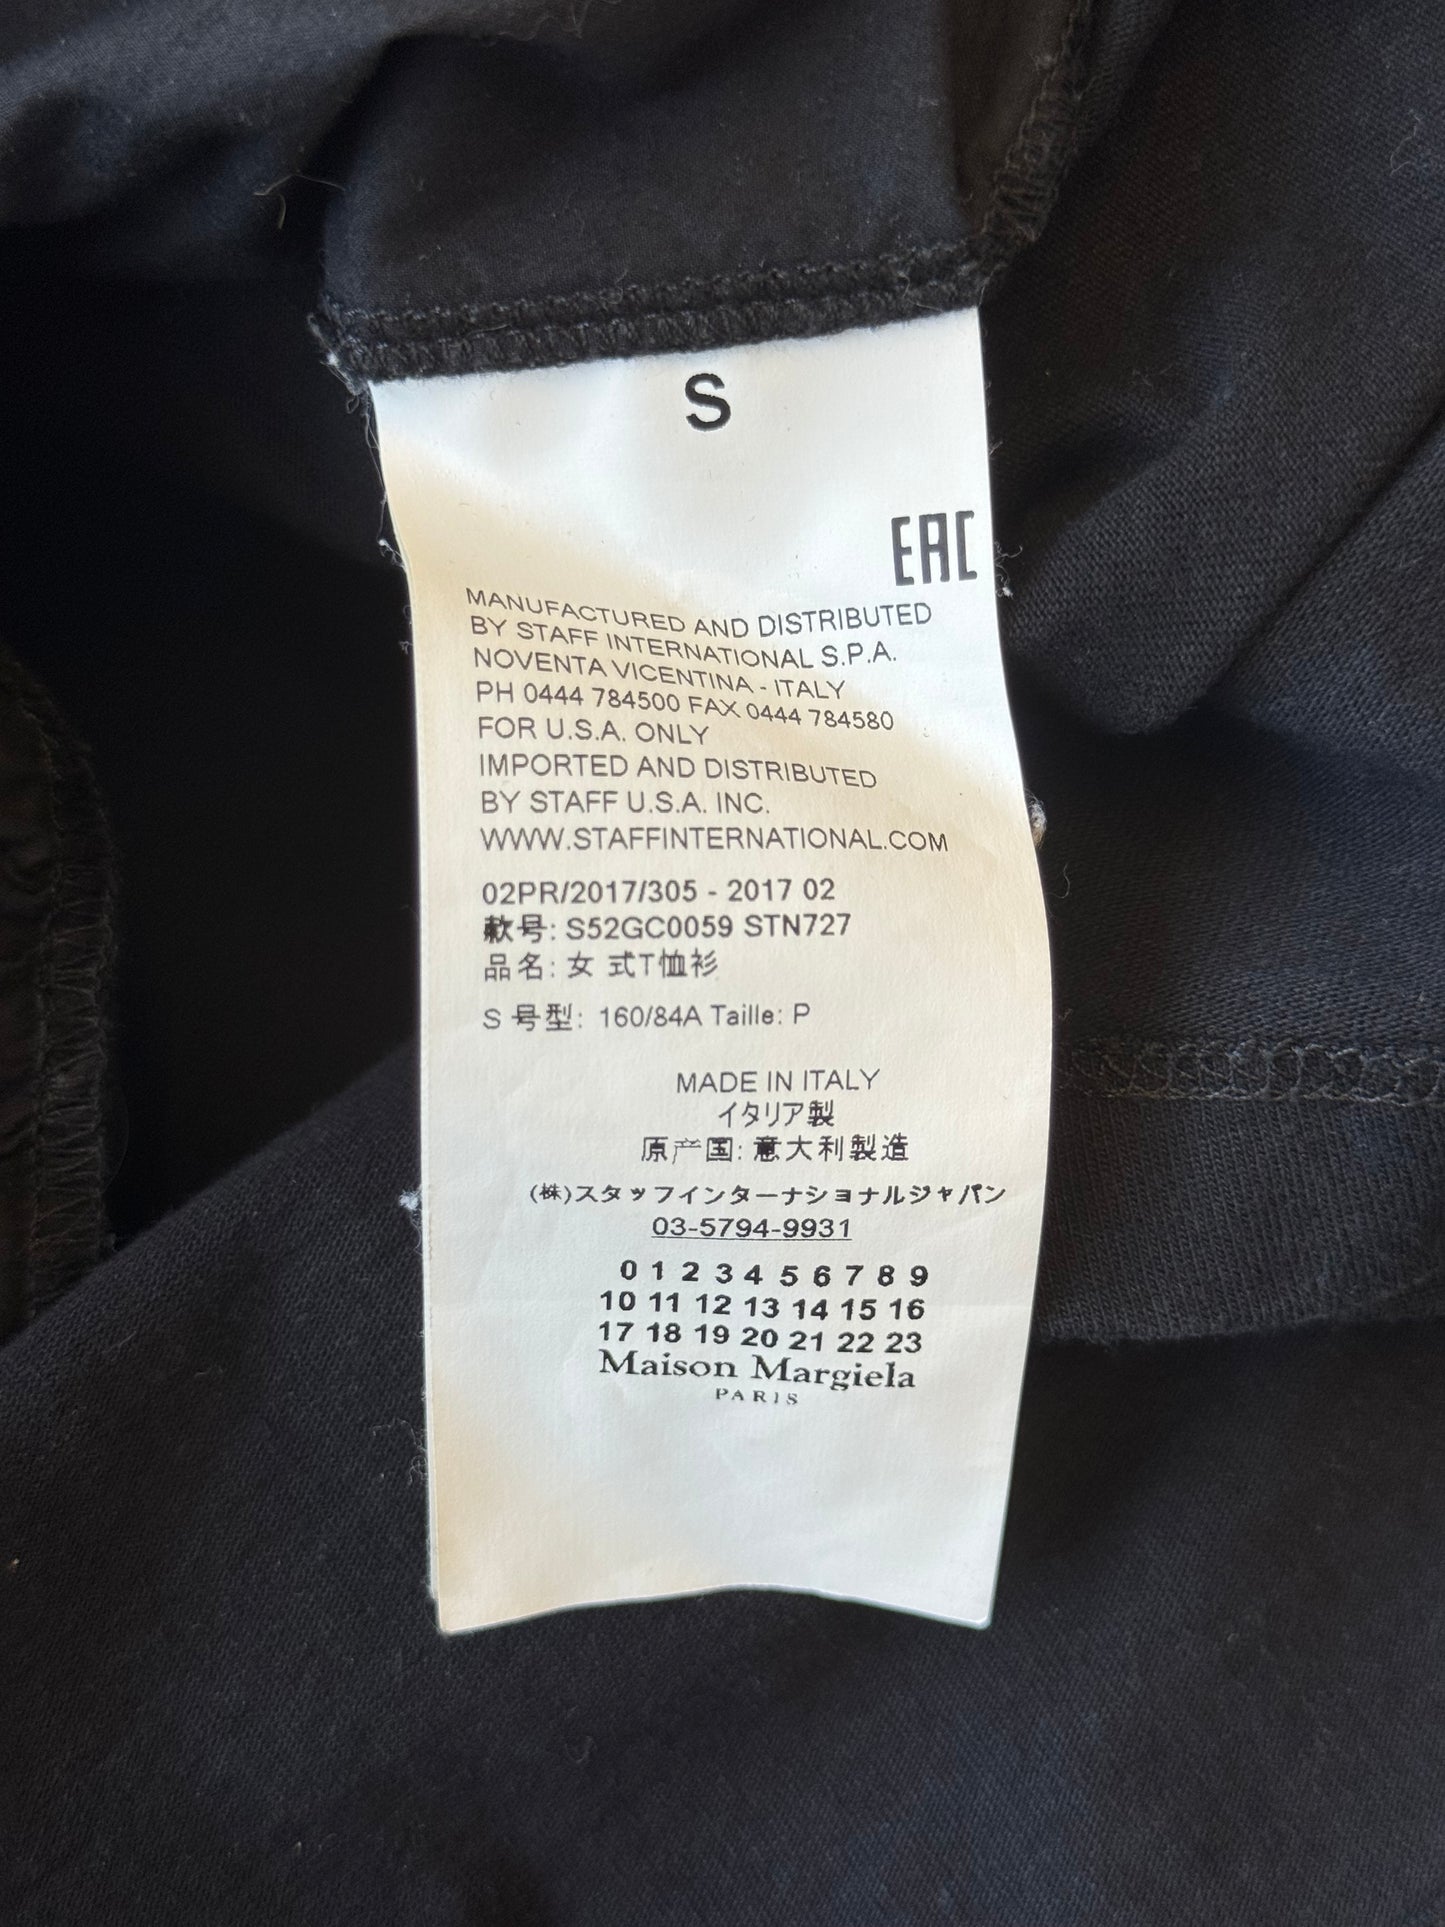 S
EAC
MANUFACTURED AND DISTRIBUTED
BY STAFF INTERNATIONAL S.P.A.
NOVENTA VICENTINA - ITALY
PH 0444 784500 FAX 0444 784580
FOR U.S.A. ONLY
IMPORTED AND DISTRIBUTED
BY STAFF U.S.A. INC.
WWW.STAFFINTERNATIONAL.COM
02PR/2017/305 - 2017 02
款号: S52GC0059 STN727
品名: 女 式T恤衫
S 号型: 160/84A Taille: P
MADE IN ITALY
イタリア製
原产国: 意大利製造
(株)スタッフインターナショナルジャパン
03-5794-9931
0 1 2 3 4 5 6 7 8 9
10 11 12 13 14 15 16
17 18 19 20 21 22 23
Maison Margiela
PARIS